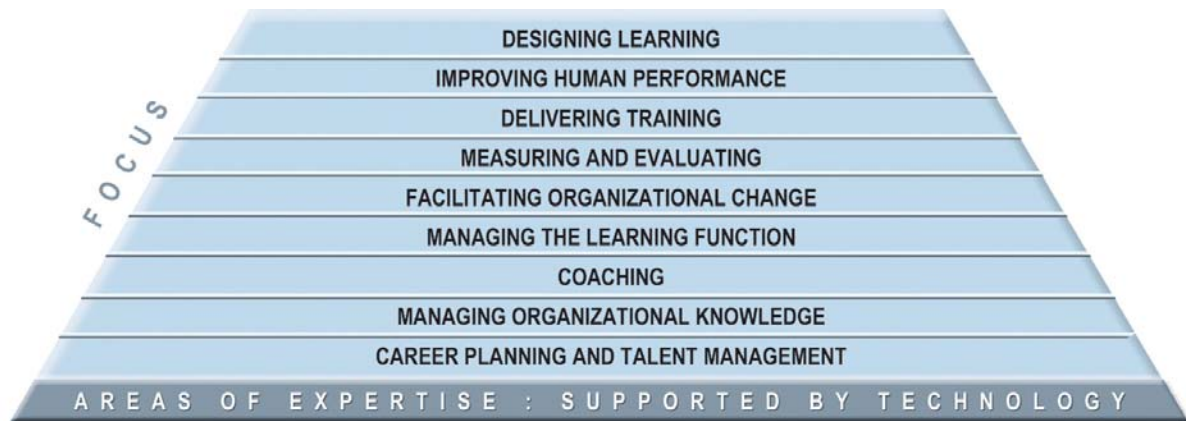 DESIGNING LEARNING
IMPROVING HUMAN PERFORMANCE
DELIVERING TRAINING
MEASURING AND EVALUATING
FOCUS
FACILITATING ORGANIZATIONAL CHANGE
MANAGING THE LEARNING FUNCTION
COACHING
MANAGING ORGANIZATIONAL KNOWLEDGE
CAREER PLANNING AND TALENT MANAGEMENT
AREAS OF EXPERTISE : SUPPORTED BY TECHNOLOGY